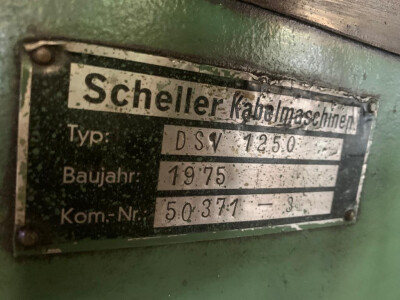 Scheller Kabelmaschinen
Typ: DSV 1250
Baujahr: 1975
Kom.-Nr.: 50371 - 3